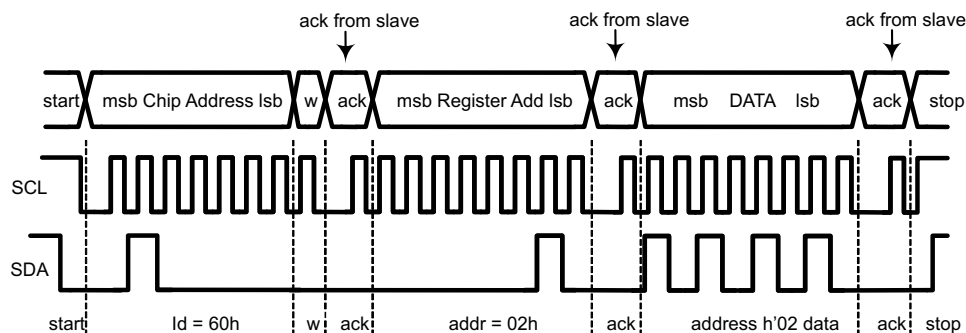 ack from slave ack from slave ack from slave
start msb Chip Address lsb w ack msb Register Add lsb ack msb DATA lsb ack stop
SCL
SDA
start Id = 60h w ack addr = 02h ack address h'02 data ack stop